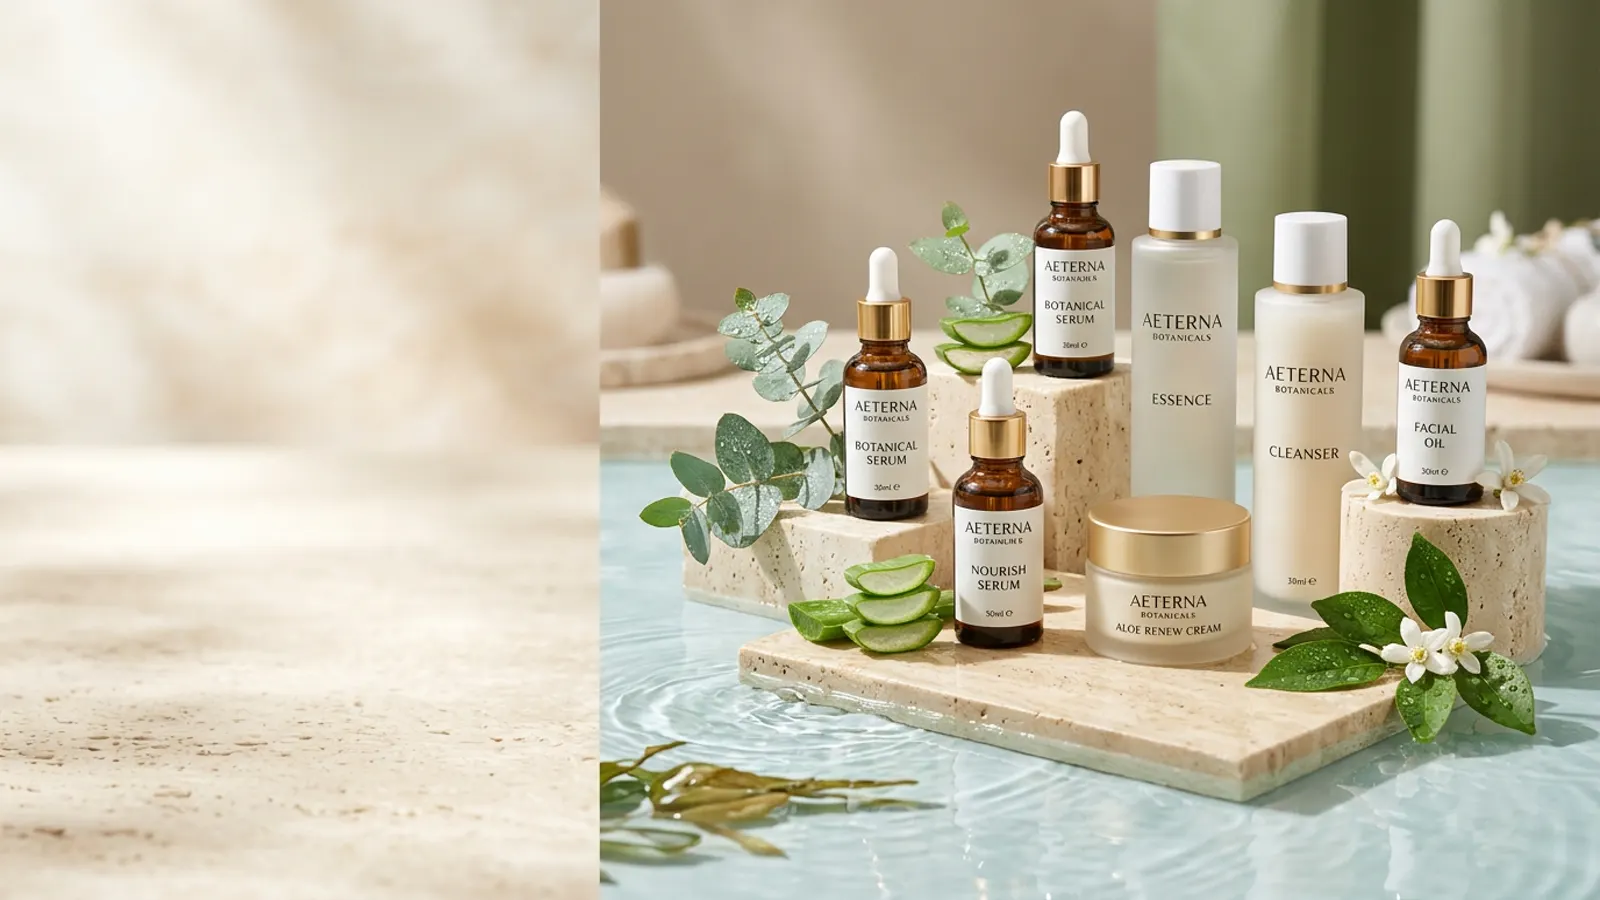 AETERNA
BOTANICAL
SERUM
30ml
AETERNA
BOTANICALS
ESSENCE
AETERNA
BOTANICALS
CLEANSER
30ml ℮
AETERNA
BOTANICALS
FACIAL
OIL
AETERNA
BOTANICAL
SERUM
30ml ℮
AETERNA
NOURISH
SERUM
50ml
AETERNA
BOTANICALS
ALOE RENEW CREAM